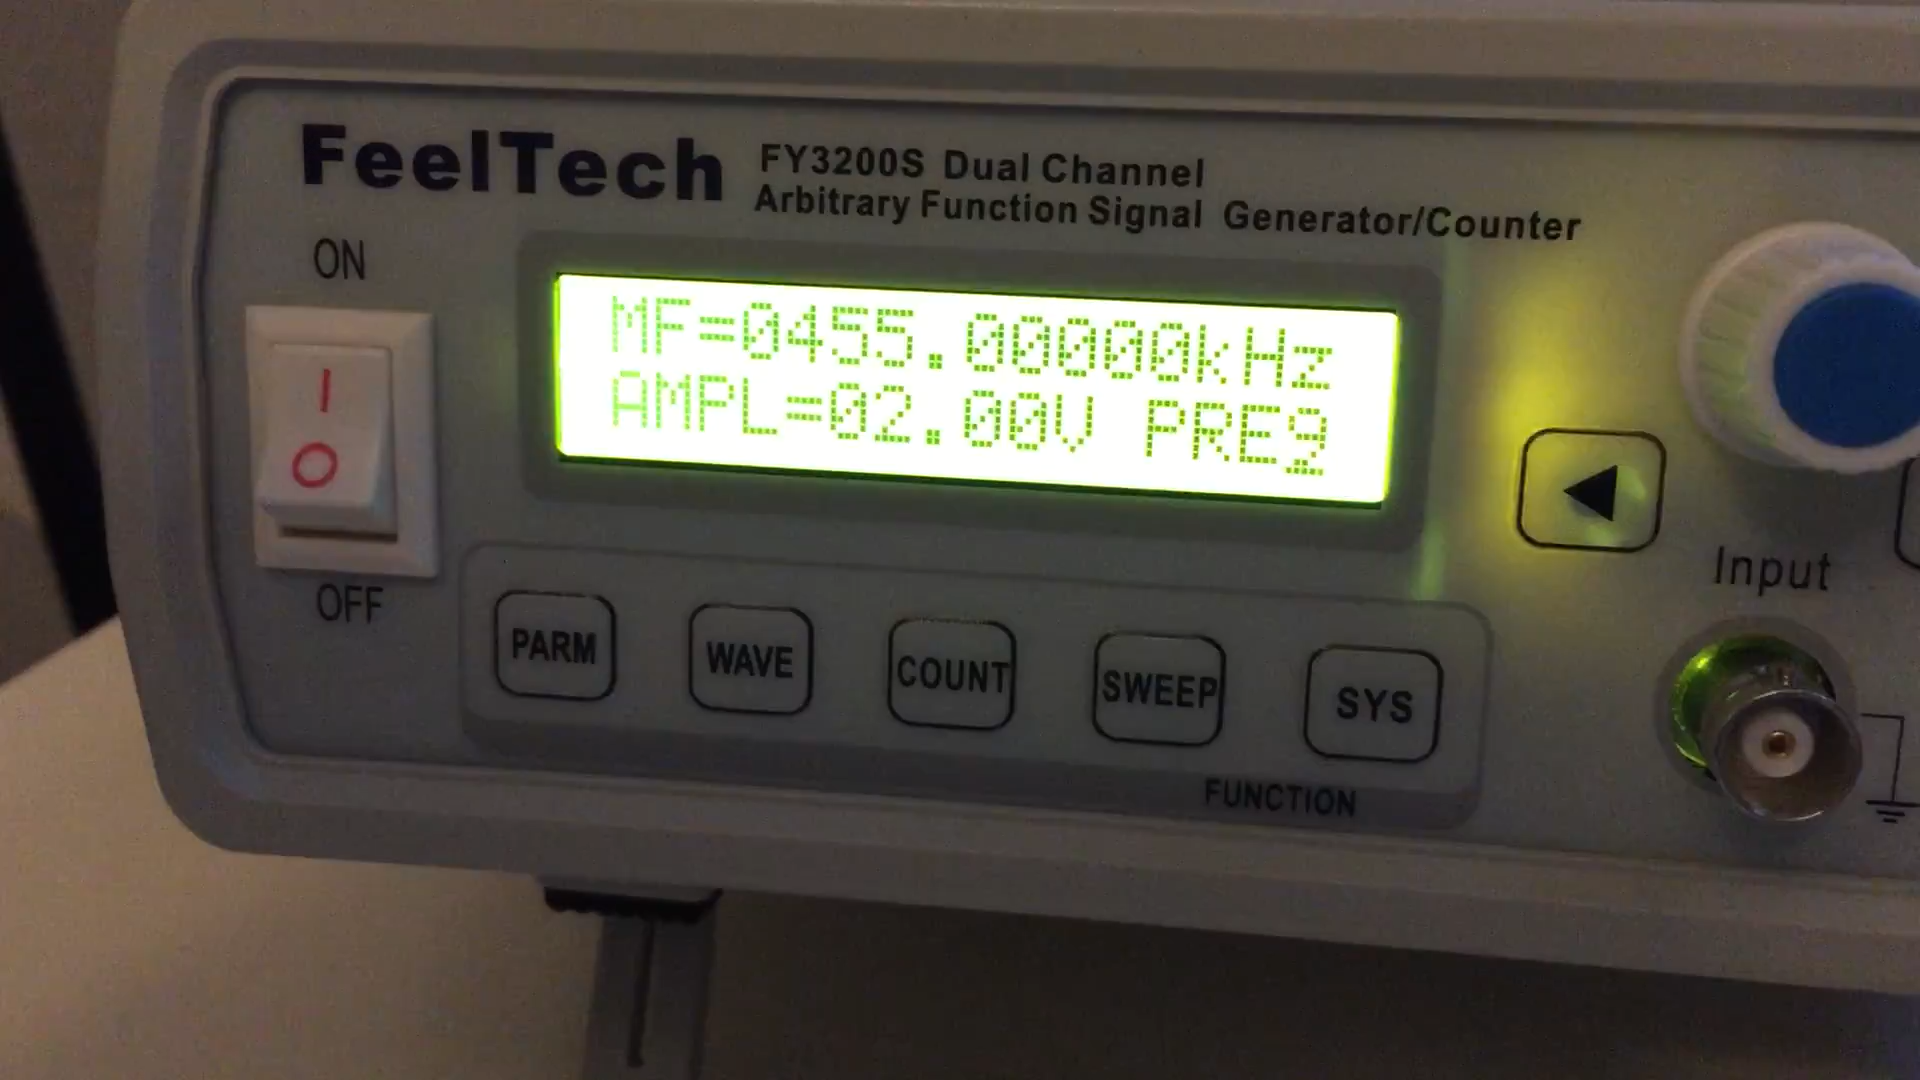 FeelTech
FY3200S Dual Channel
Arbitrary Function Signal Generator/Counter
ON
MF=0455.00000kHz
AMPL=02.00V PRE9
I
O
OFF
Input
PARM
WAVE
COUNT
SWEEP
SYS
FUNCTION